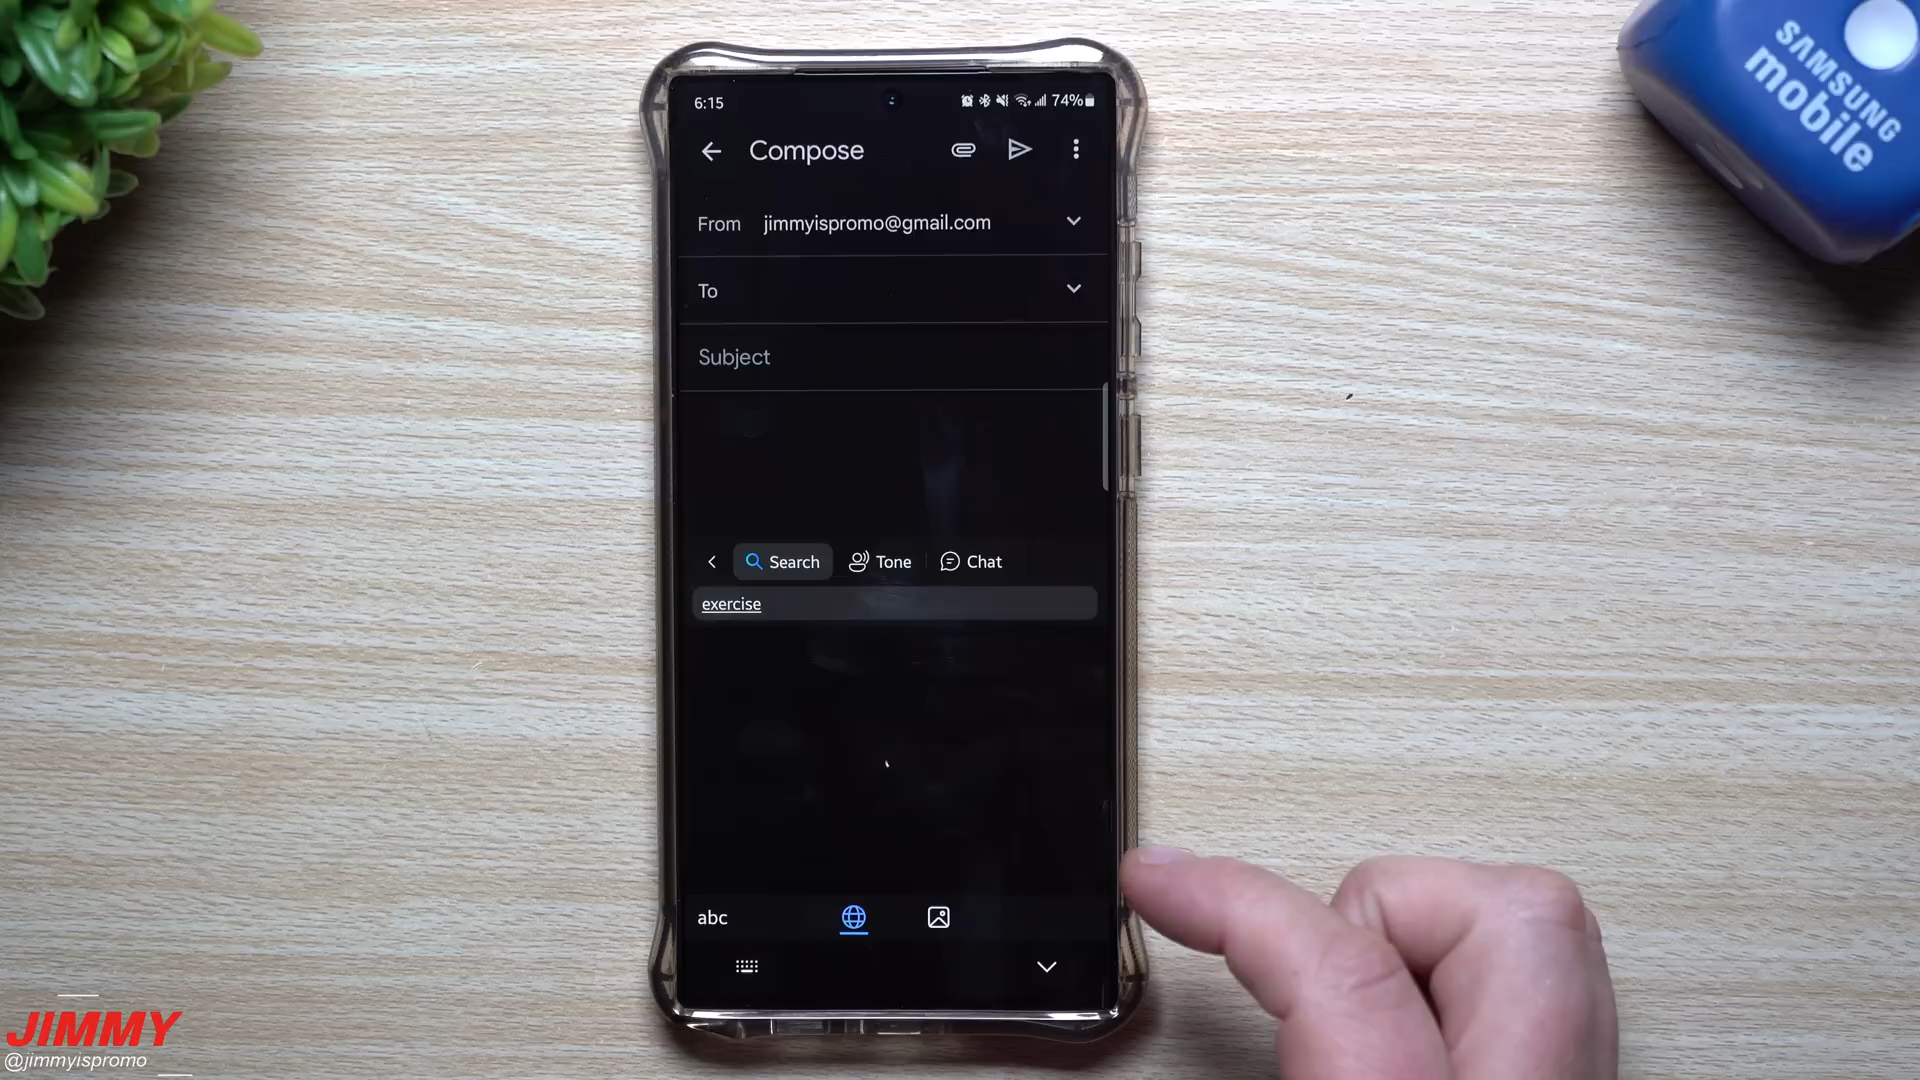 SAMSUNG
mobile
6:15
74%
Compose
From jimmyispromo@gmail.com
To
Subject
Search Tone Chat
exercise
abc
JIMMY
@jimmyispromo